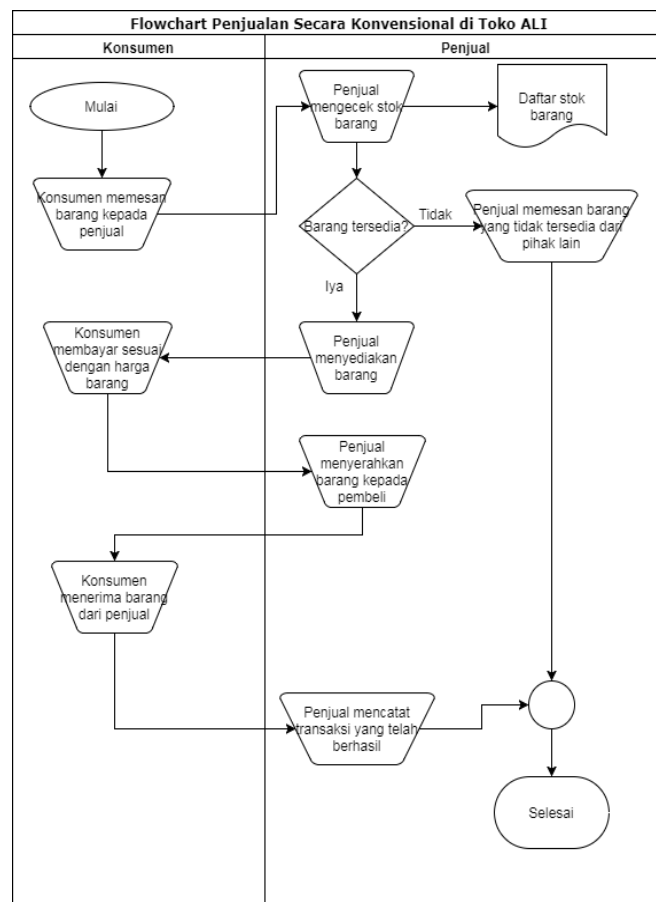 Flowchart Penjualan Secara Konvensional di Toko ALI
Konsumen
Penjual
Mulai
Penjual
mengecek stok
barang
Daftar stok
barang
Konsumen memesan
barang kepada
penjual
Barang tersedia?
Tidak
Penjual memesan barang
yang tidak tersedia dari
pihak lain
Iya
Konsumen
membayar sesuai
dengan harga
barang
Penjual
menyediakan
barang
Penjual
menyerahkan
barang kepada
pembeli
Konsumen
menerima barang
dari penjual
Penjual mencatat
transaksi yang telah
berhasil
Selesai